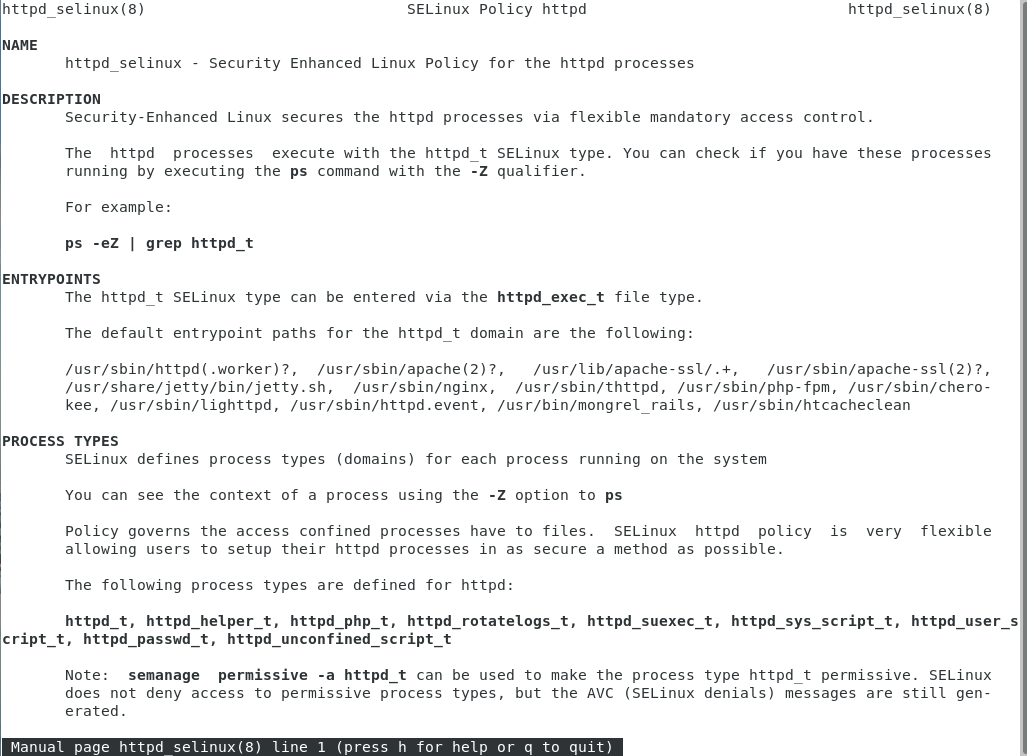 httpd_selinux(8) SELinux Policy httpd httpd_selinux(8)
NAME
httpd_selinux - Security Enhanced Linux Policy for the httpd processes
DESCRIPTION
Security-Enhanced Linux secures the httpd processes via flexible mandatory access control.
The httpd processes execute with the httpd_t SELinux type. You can check if you have these processes
running by executing the ps command with the -Z qualifier.
For example:
ps -eZ | grep httpd_t
ENTRYPOINTS
The httpd_t SELinux type can be entered via the httpd_exec_t file type.
The default entrypoint paths for the httpd_t domain are the following:
/usr/sbin/httpd(.worker)?, /usr/sbin/apache(2)?, /usr/lib/apache-ssl/.+, /usr/sbin/apache-ssl(2)?,
/usr/share/jetty/bin/jetty.sh, /usr/sbin/nginx, /usr/sbin/thttpd, /usr/sbin/php-fpm, /usr/sbin/chero-
kee, /usr/sbin/lighttpd, /usr/sbin/httpd.event, /usr/bin/mongrel_rails, /usr/sbin/htcacheclean
PROCESS TYPES
SELinux defines process types (domains) for each process running on the system
You can see the context of a process using the -Z option to ps
Policy governs the access confined processes have to files. SELinux httpd policy is very flexible
allowing users to setup their httpd processes in as secure a method as possible.
The following process types are defined for httpd:
httpd_t, httpd_helper_t, httpd_php_t, httpd_rotatelogs_t, httpd_suexec_t, httpd_sys_script_t, httpd_user_s
cript_t, httpd_passwd_t, httpd_unconfined_script_t
Note: semanage permissive -a httpd_t can be used to make the process type httpd_t permissive. SELinux
does not deny access to permissive process types, but the AVC (SELinux denials) messages are still gen-
erated.
Manual page httpd_selinux(8) line 1 (press h for help or q to quit)